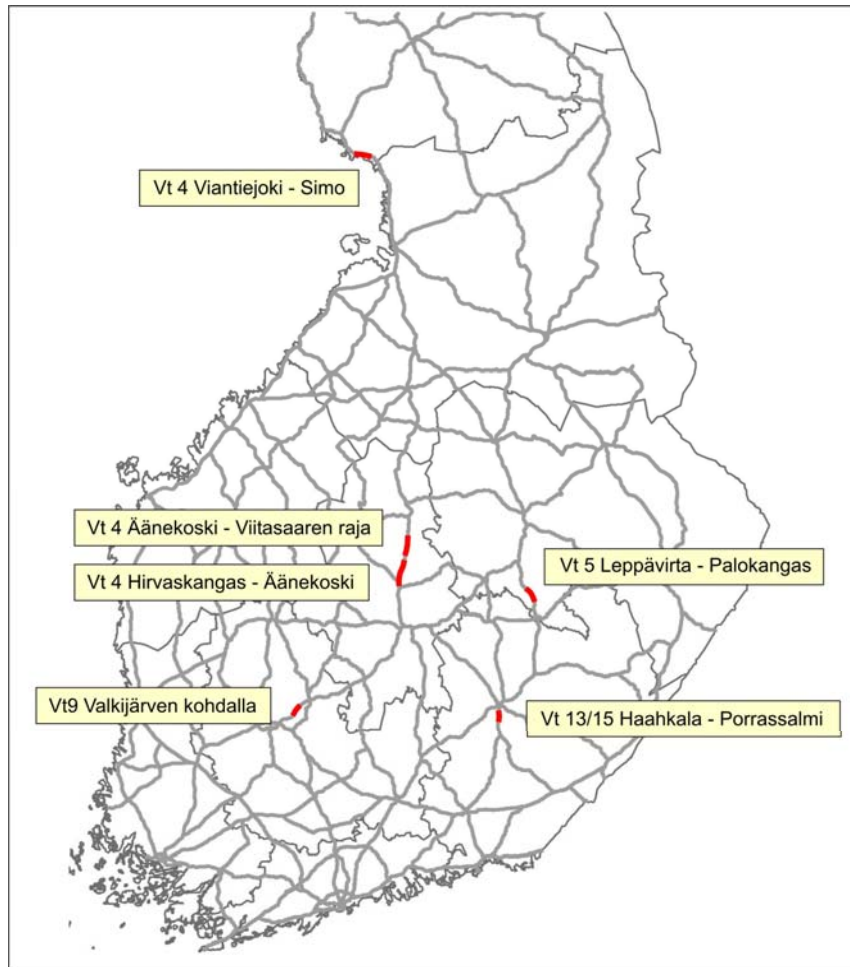 Vt 4 Viantiejoki - Simo
Vt 4 Äänekoski - Viitasaaren raja
Vt 4 Hirvaskangas - Äänekoski
Vt 5 Leppävirta - Palokangas
Vt9 Valkijärven kohdalla
Vt 13/15 Haahkala - Porrassalmi